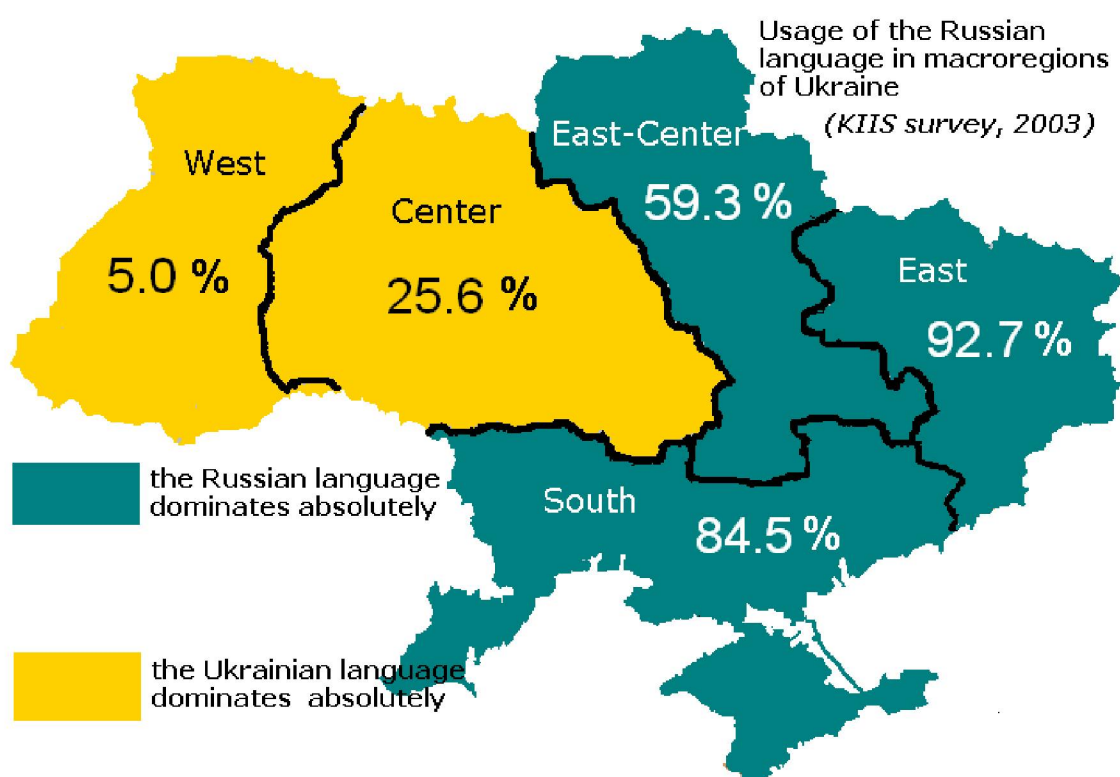 Usage of the Russian
language in macroregions
of Ukraine
(KIIS survey, 2003)
West
5.0 %
Center
25.6 %
East-Center
59.3 %
East
92.7 %
South
84.5 %
the Russian language
dominates absolutely
the Ukrainian language
dominates absolutely